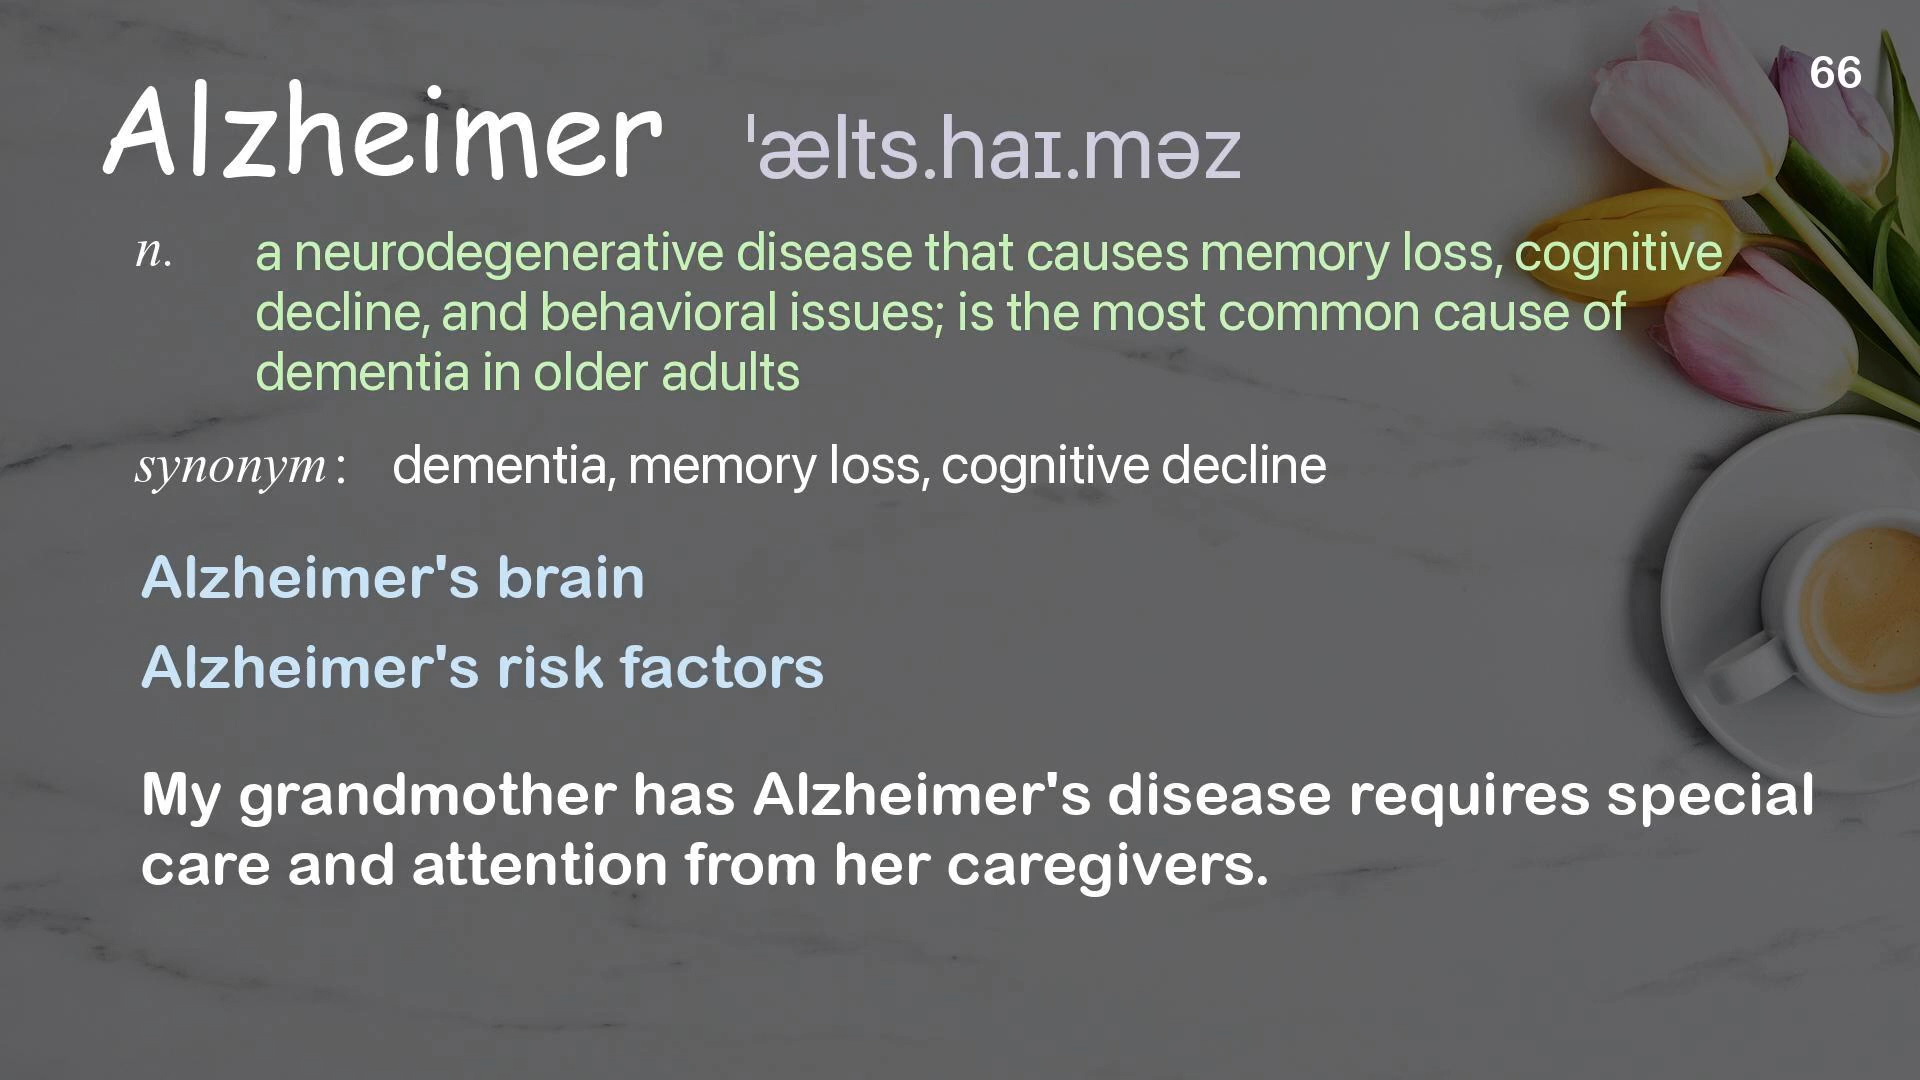 66
Alzheimer ˈælts.haɪ.məz
n. a neurodegenerative disease that causes memory loss, cognitive
decline, and behavioral issues; is the most common cause of
dementia in older adults
synonym : dementia, memory loss, cognitive decline
Alzheimer's brain
Alzheimer's risk factors
My grandmother has Alzheimer's disease requires special
care and attention from her caregivers.